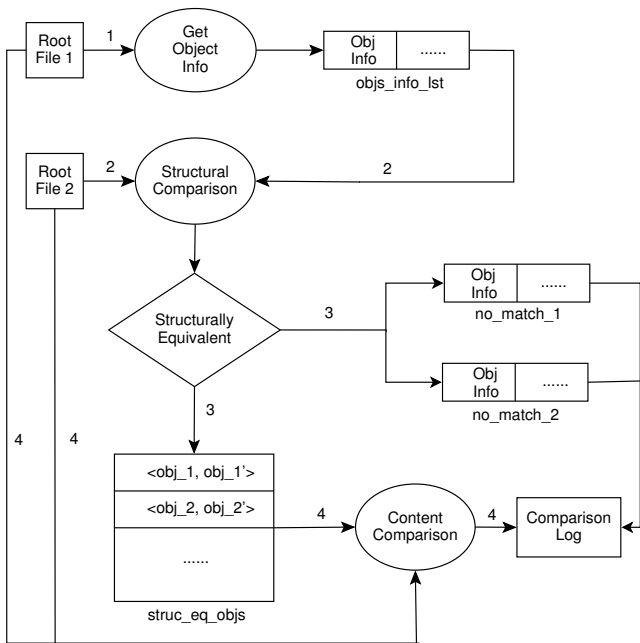 Root
File 1
1
Get
Object
Info
Obj
Info
......
objs_info_lst
Root
File 2
2
Structural
Comparison
2
Structurally
Equivalent
3
Obj
Info
......
no_match_1
Obj
Info
......
no_match_2
3
4
4
<obj_1, obj_1’>
<obj_2, obj_2’>
......
struc_eq_objs
4
Content
Comparison
4
Comparison
Log